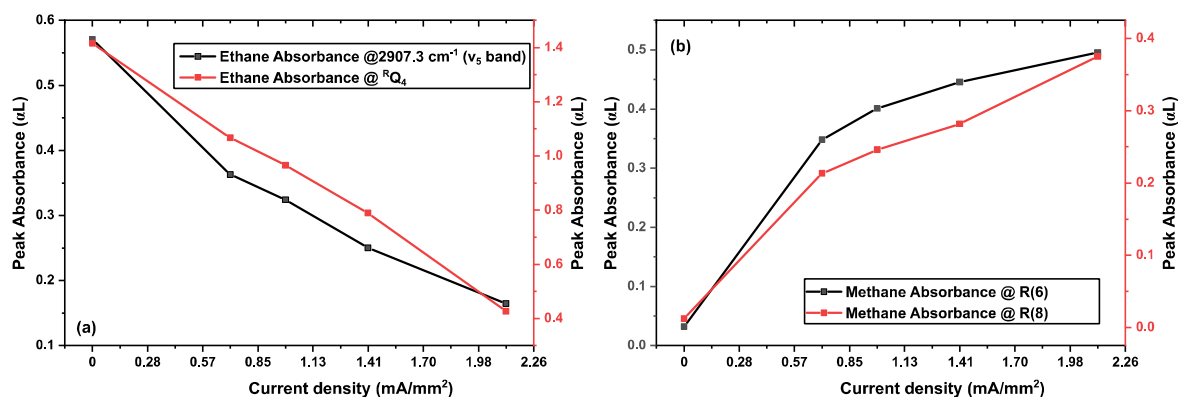 (a)
Ethane Absorbance @2907.3 cm⁻¹ (ν₅ band)
Ethane Absorbance @ ᴿQ₄
Peak Absorbance (αL)
0.6
0.5
0.4
0.3
0.2
0.1
0 0.28 0.57 0.85 1.13 1.41 1.70 1.98 2.26
Current density (mA/mm²)
1.4
1.2
1.0
0.8
0.6
0.4
Peak Absorbance (αL)
(b)
Methane Absorbance @ R(6)
Methane Absorbance @ R(8)
Peak Absorbance (αL)
0.5
0.4
0.3
0.2
0.1
0.0
0 0.28 0.57 0.85 1.13 1.41 1.70 1.98 2.26
Current density (mA/mm²)
0.4
0.3
0.2
0.1
0.0
Peak Absorbance (αL)